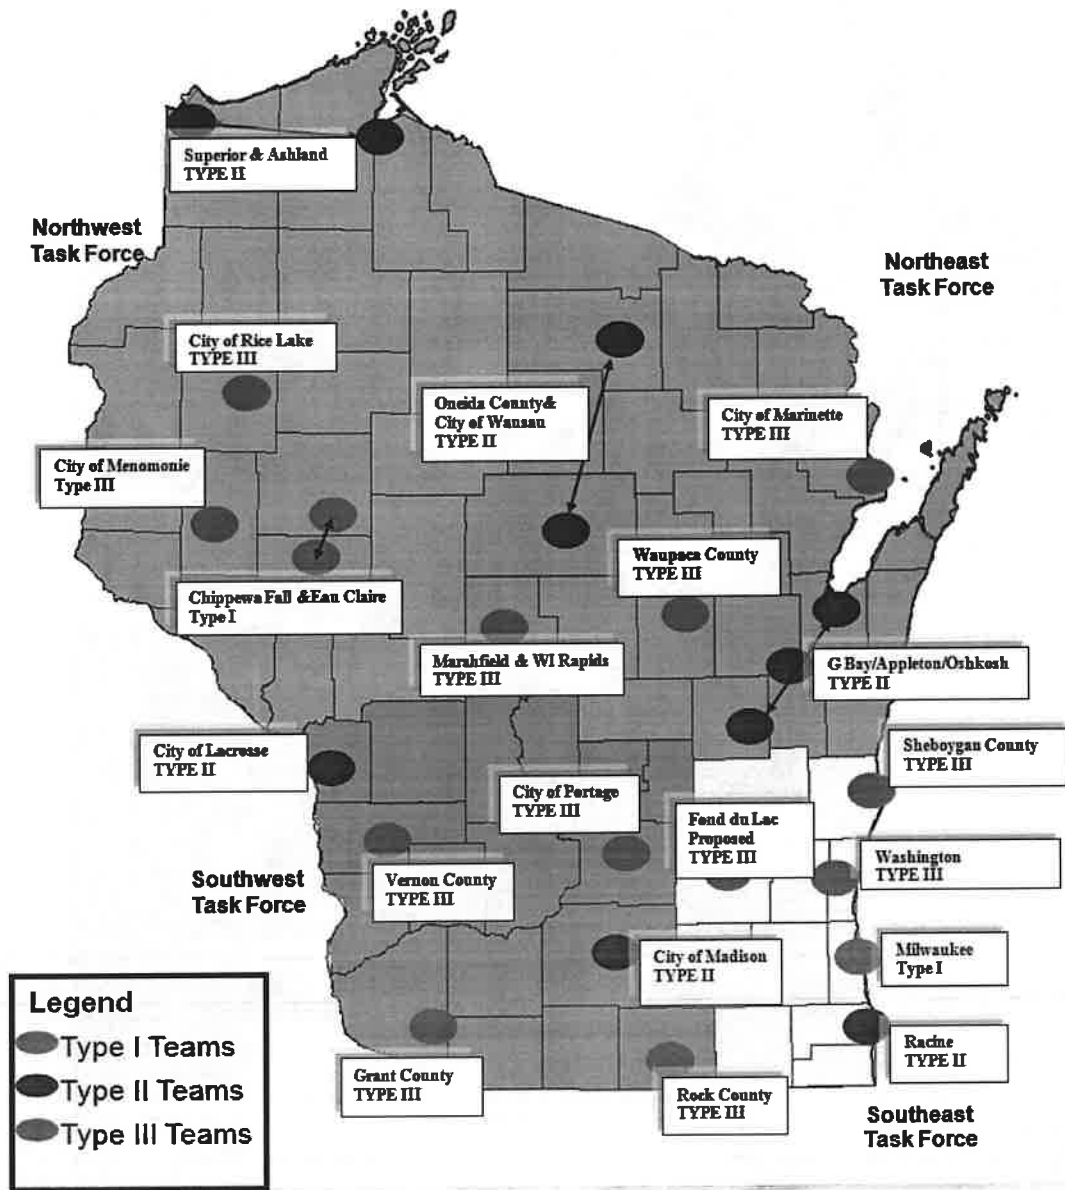 Superior & Ashland
TYPE II
Northwest
Task Force
Northeast
Task Force
City of Rice Lake
TYPE III
Oneida County&
City of Wausau
TYPE II
City of Marinette
TYPE III
City of Menomonie
Type III
Waupaca County
TYPE III
Chippewa Fall &Eau Claire
Type I
Marshfield & WI Rapids
TYPE III
G Bay/Appleton/Oshkosh
TYPE II
City of Lacrosse
TYPE II
Sheboygan County
TYPE III
City of Portage
TYPE III
Fond du Lac
Proposed
TYPE III
Washington
TYPE III
Southwest
Task Force
Vernon County
TYPE III
City of Madison
TYPE II
Milwaukee
Type I
Legend
Type I Teams
Type II Teams
Type III Teams
Racine
TYPE II
Grant County
TYPE III
Rock County
TYPE III
Southeast
Task Force